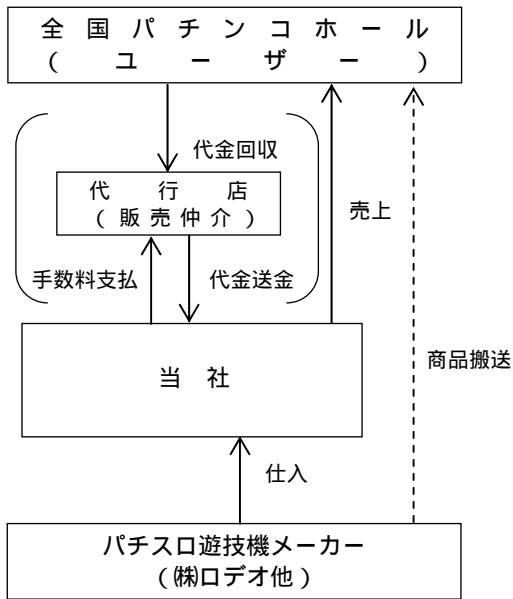 全国パチンコホール
(ユーザー)
代金回収
代行店
(販売仲介)
売上
手数料支払
代金送金
当社
商品搬送
仕入
パチスロ遊技機メーカー
(㈱ロデオ他)